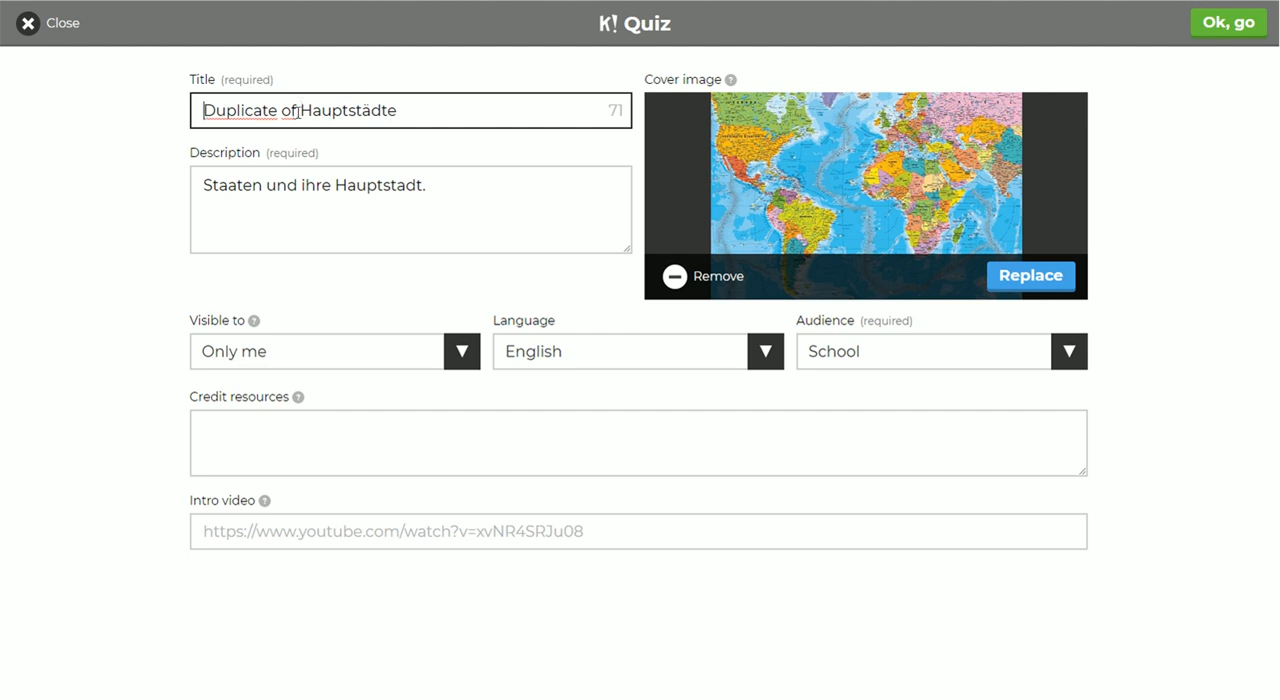 Close
K! Quiz
Ok, go
Title (required)
Cover image ?
Duplicate of Hauptstädte 71
Description (required)
Staaten und ihre Hauptstadt.
Remove
Replace
Visible to ?
Language
Audience (required)
Only me
English
School
Credit resources ?
Intro video ?
https://www.youtube.com/watch?v=xvNR4SRJu08